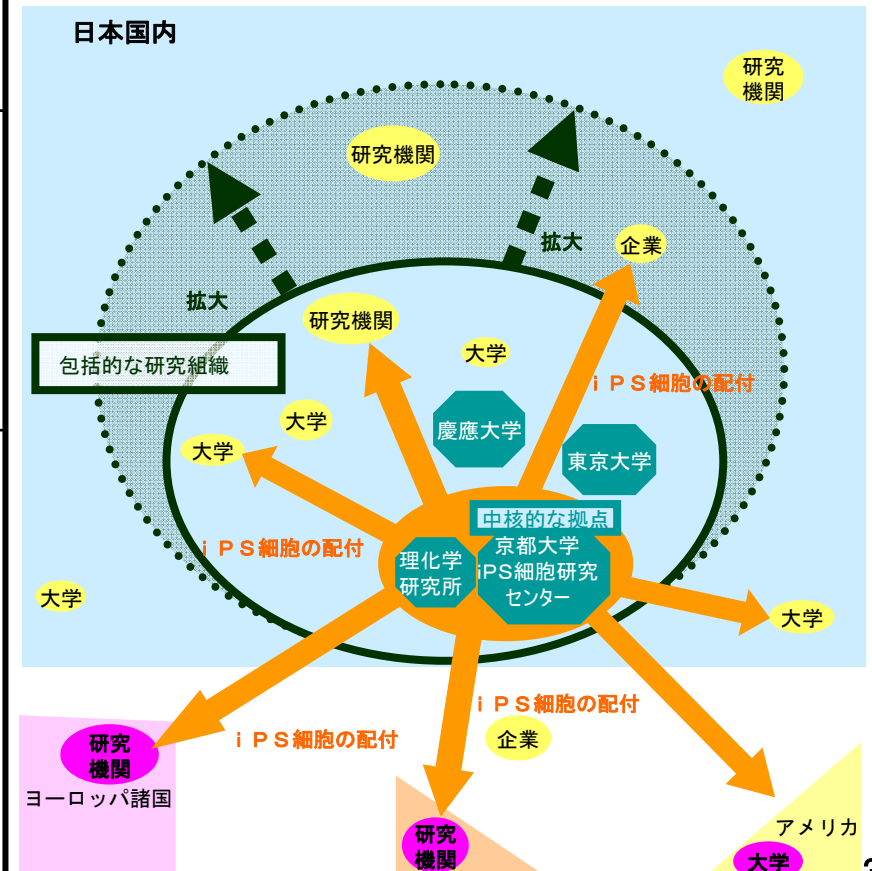 日本国内
研究
機関
研究機関
拡大
企業
拡大
研究機関
大学
包括的な研究組織
iPS細胞の配付
大学
慶應大学
大学
東京大学
中核的な拠点
iPS細胞の配付
理化学
研究所
京都大学
iPS細胞研究
センター
大学
大学
iPS細胞の配付
iPS細胞の配付
企業
研究
機関
ヨーロッパ諸国
研究
機関
アメリカ
大学